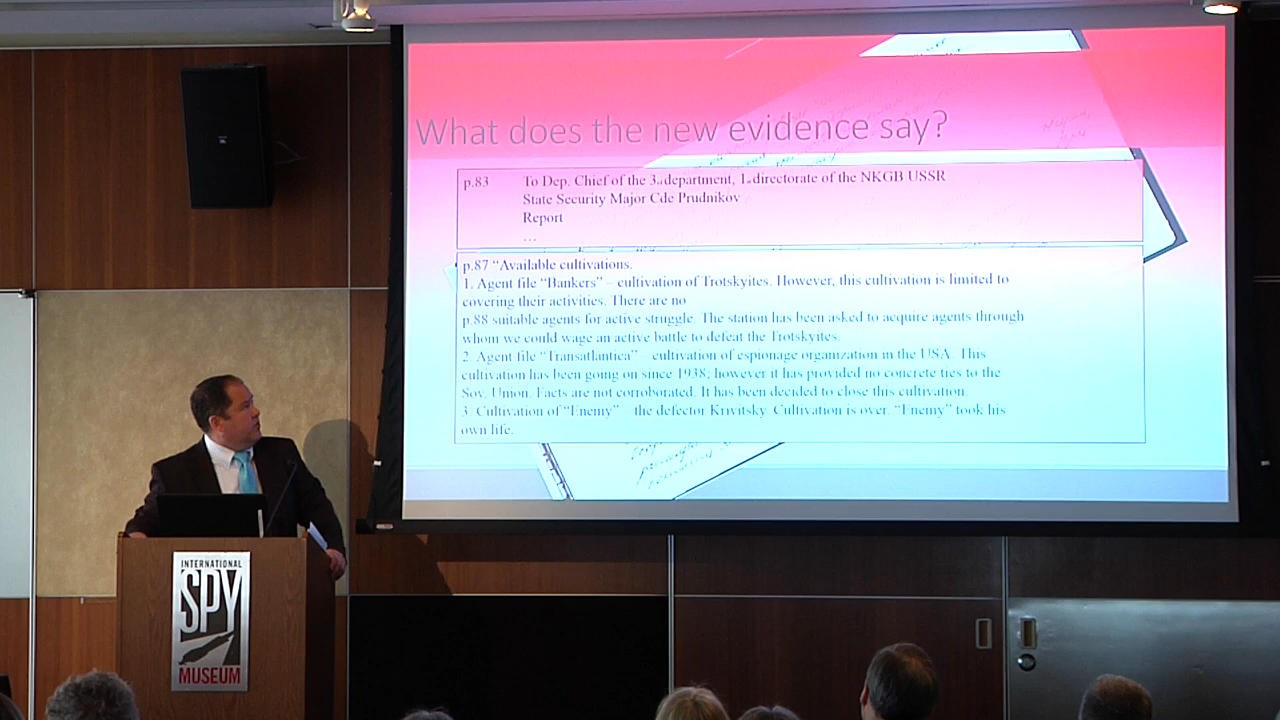 What does the new evidence say?
p.83 To Dep. Chief of the 3rd department, 1st directorate of the NKGB USSR
State Security Major Cde Prudnikov
Report
…
p.87 “Available cultivations.
1. Agent file “Bankers” – cultivation of Trotskyites. However, this cultivation is limited to
covering their activities. There are no
p.88 suitable agents for active struggle. The station has been asked to acquire agents through
whom we could wage an active battle to defeat the Trotskyites.
2. Agent file “Transatlantica” – cultivation of espionage organization in the USA. This
cultivation has been going on since 1938; however it has provided no concrete ties to the
Sov. Union. Facts are not corroborated. It has been decided to close this cultivation.
3. Cultivation of “Enemy” – the defector Krivitsky. Cultivation is over. “Enemy” took his
own life.
INTERNATIONAL
SPY
MUSEUM